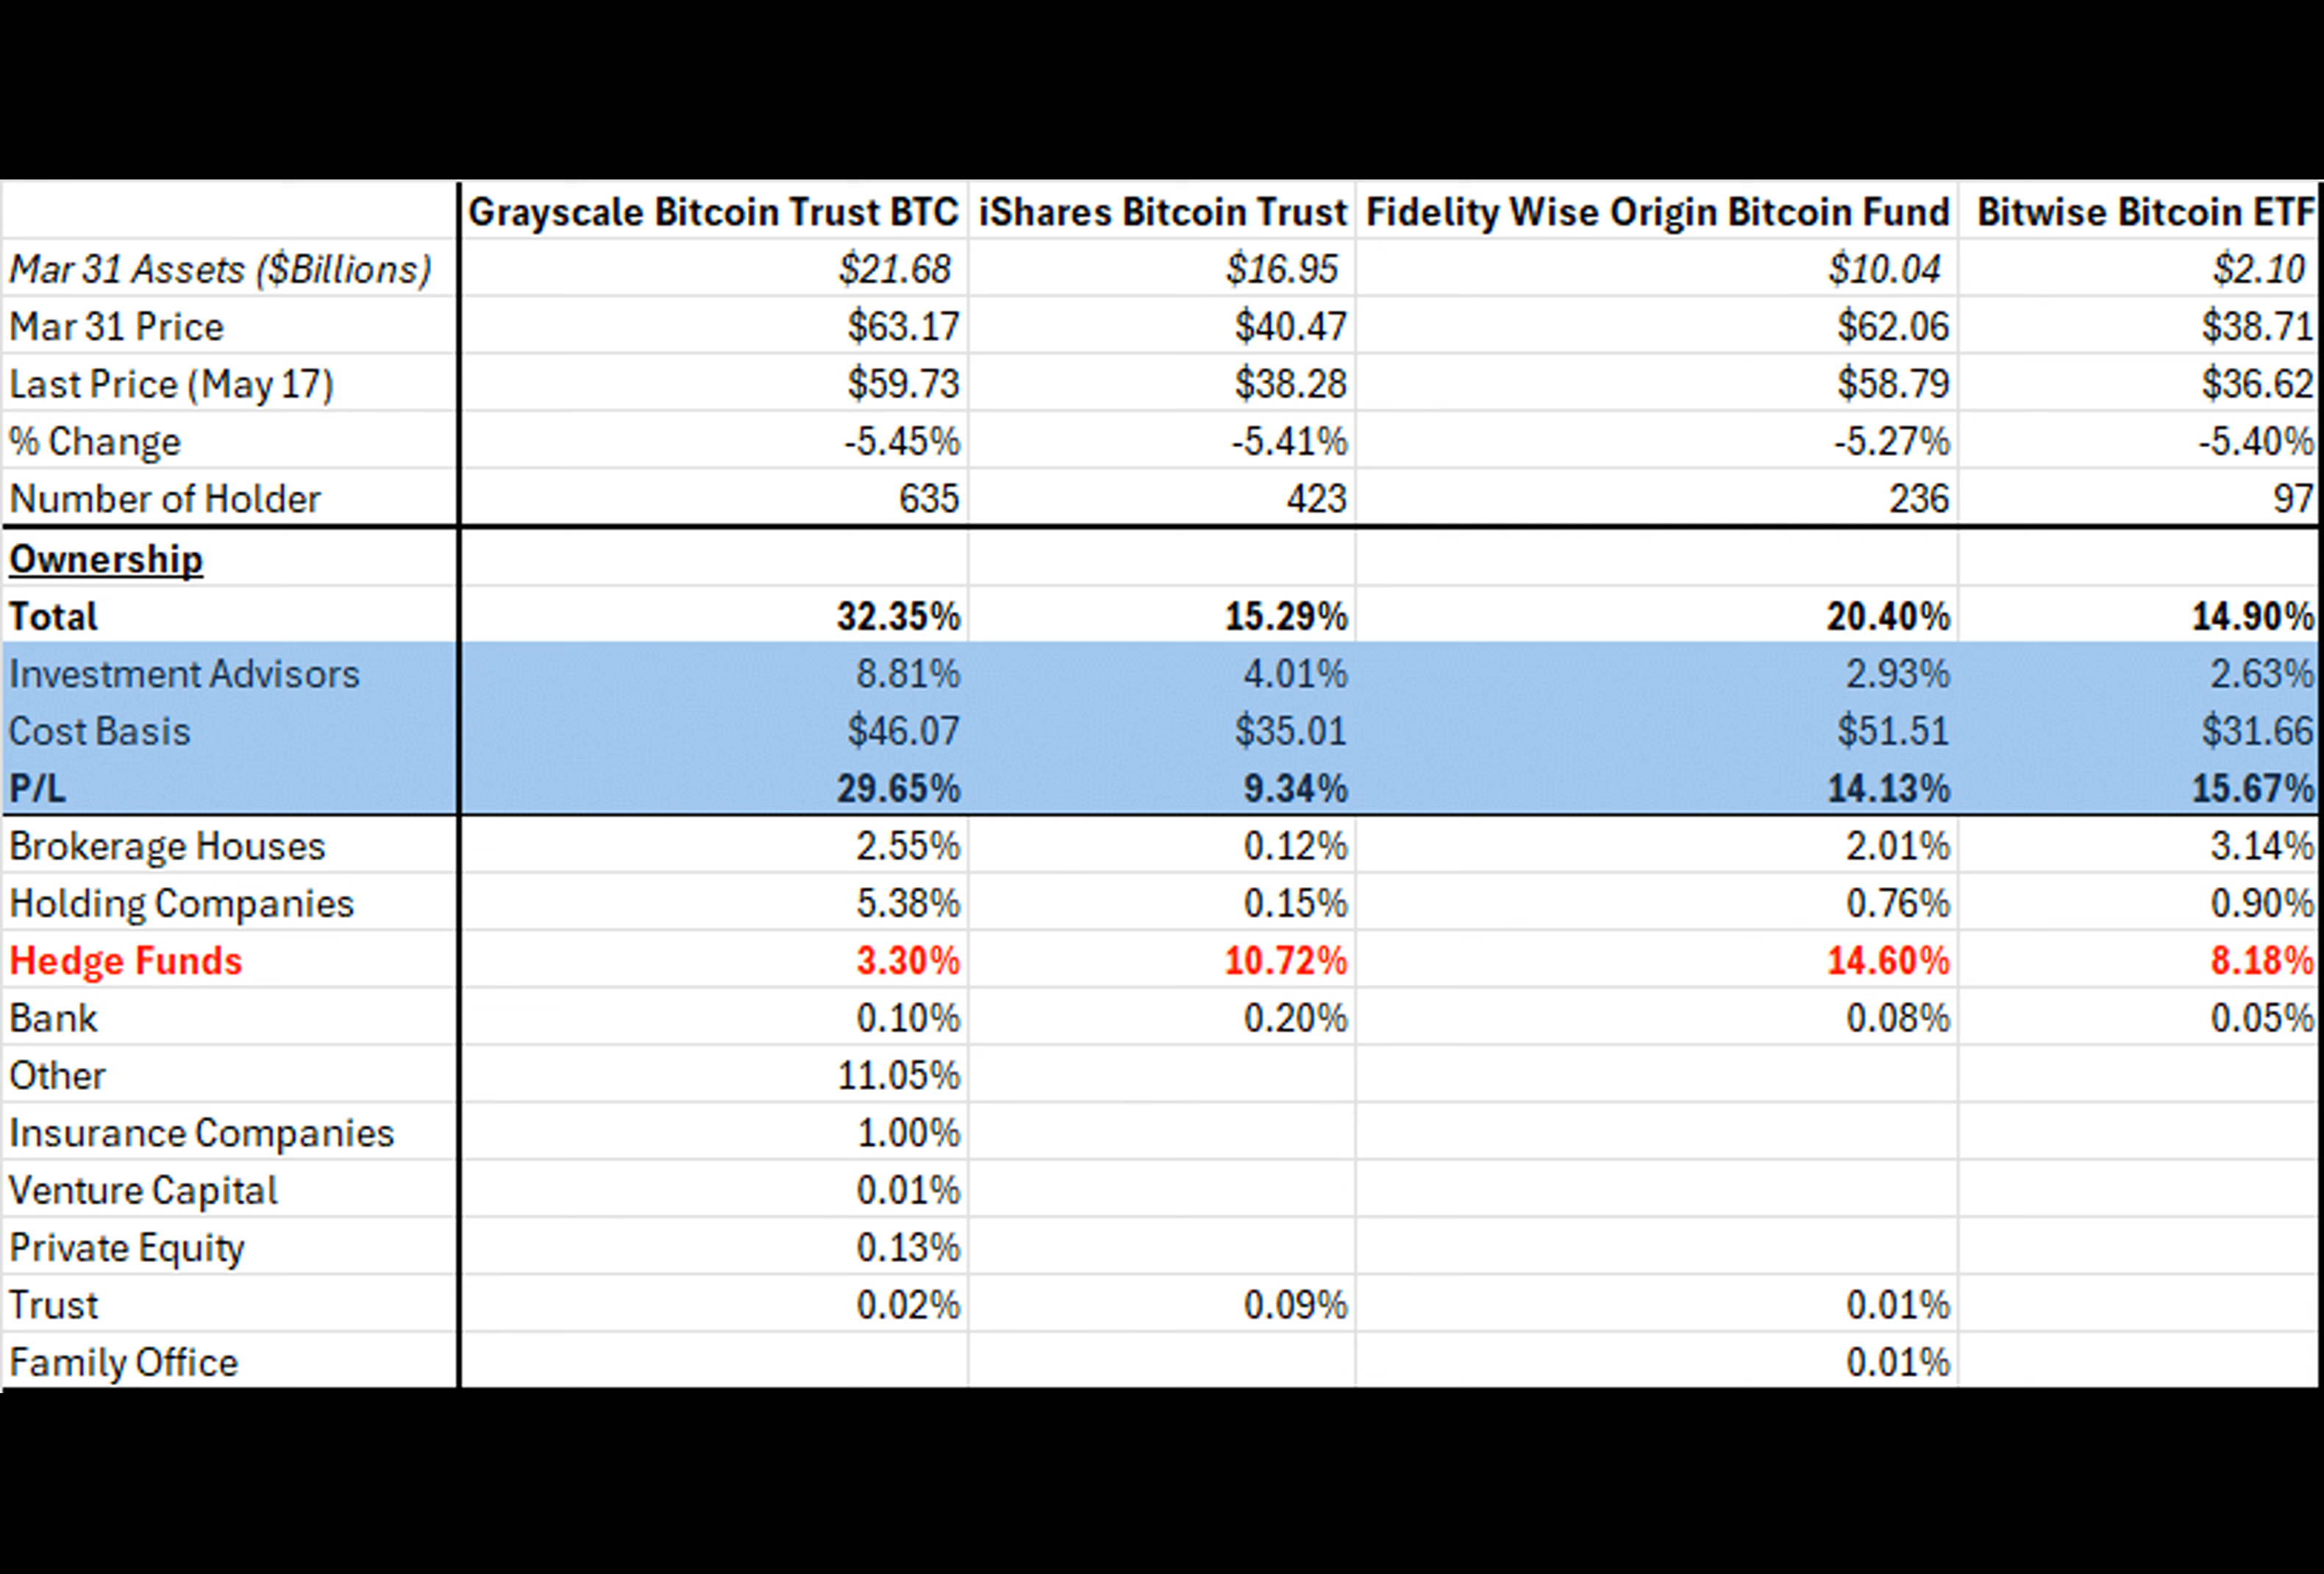 Grayscale Bitcoin Trust BTC iShares Bitcoin Trust Fidelity Wise Origin Bitcoin Fund Bitwise Bitcoin ETF
Mar 31 Assets ($Billions) $21.68 $16.95 $10.04 $2.10
Mar 31 Price $63.17 $40.47 $62.06 $38.71
Last Price (May 17) $59.73 $38.28 $58.79 $36.62
% Change -5.45% -5.41% -5.27% -5.40%
Number of Holder 635 423 236 97
Ownership
Total 32.35% 15.29% 20.40% 14.90%
Investment Advisors 8.81% 4.01% 2.93% 2.63%
Cost Basis $46.07 $35.01 $51.51 $31.66
P/L 29.65% 9.34% 14.13% 15.67%
Brokerage Houses 2.55% 0.12% 2.01% 3.14%
Holding Companies 5.38% 0.15% 0.76% 0.90%
Hedge Funds 3.30% 10.72% 14.60% 8.18%
Bank 0.10% 0.20% 0.08% 0.05%
Other 11.05%
Insurance Companies 1.00%
Venture Capital 0.01%
Private Equity 0.13%
Trust 0.02% 0.09% 0.01%
Family Office 0.01%